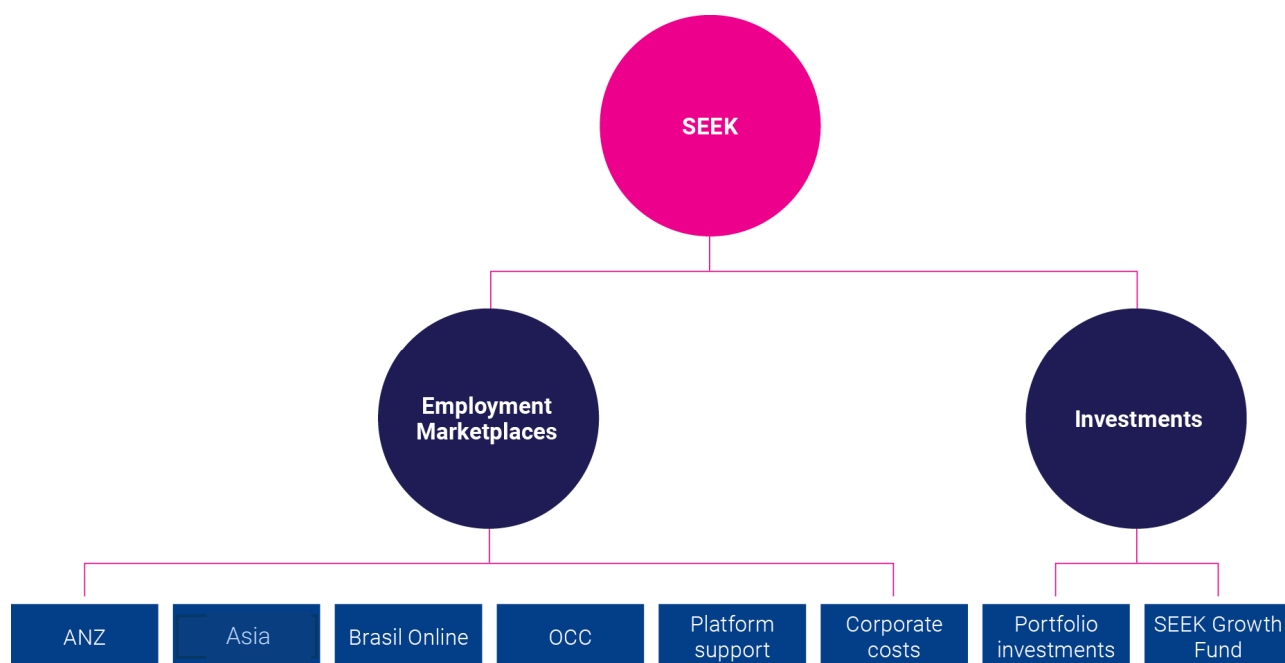 SEEK
Employment
Marketplaces
Investments
ANZ
Asia
Brasil Online
OCC
Platform
support
Corporate
costs
Portfolio
investments
SEEK Growth
Fund